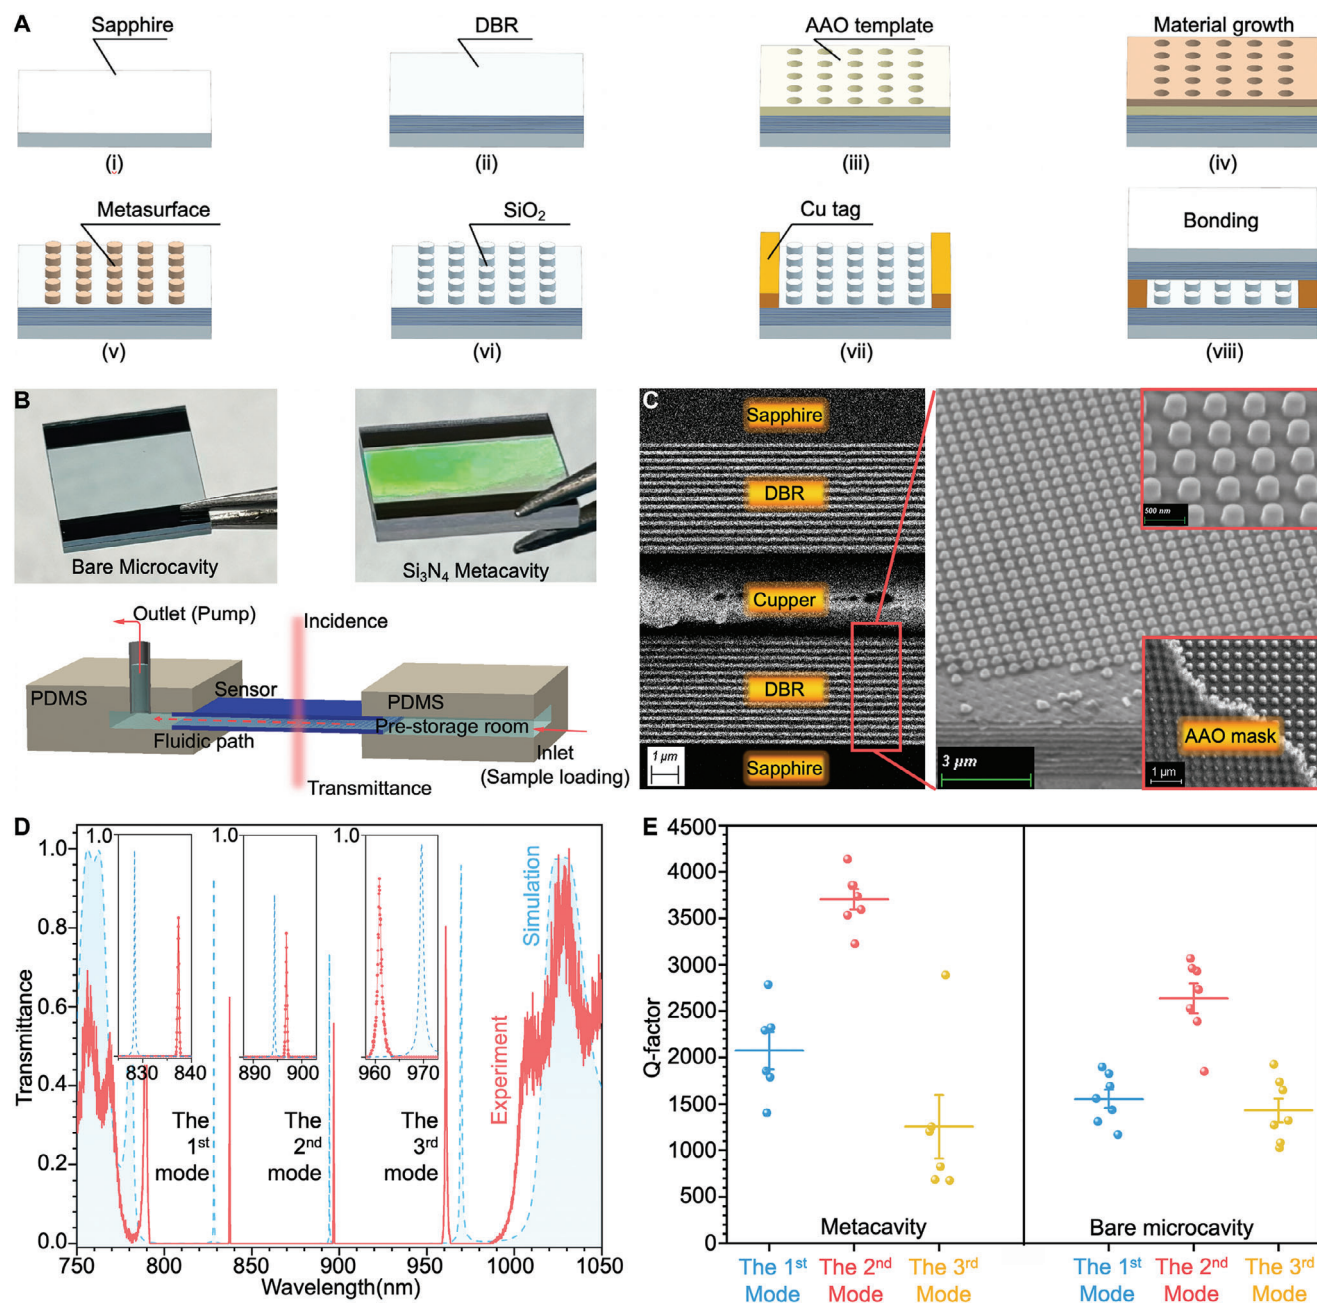 A
Sapphire
DBR
AAO template
Material growth
(i)
(ii)
(iii)
(iv)
Metasurface
SiO2
Cu tag
Bonding
(v)
(vi)
(vii)
(viii)
B
Bare Microcavity
Si3N4 Metacavity
Outlet (Pump)
Incidence
PDMS
Sensor
PDMS
Pre-storage room
Fluidic path
Inlet
(Sample loading)
Transmittance
C
Sapphire
DBR
Cupper
DBR
Sapphire
1 μm
500 nm
AAO mask
3 μm
1 μm
D
Transmittance
1.0
0.8
0.6
0.4
0.2
0.0
1.0
1.0
1.0
830 840
890 900
960 970
The
1st
mode
The
2nd
mode
The
3rd
mode
Experiment
Simulation
750 800 850 900 950 1000 1050
Wavelength(nm)
E
Q-factor
4500
4000
3500
3000
2500
2000
1500
1000
500
0
Metacavity
Bare microcavity
The 1st
Mode
The 2nd
Mode
The 3rd
Mode
The 1st
Mode
The 2nd
Mode
The 3rd
Mode